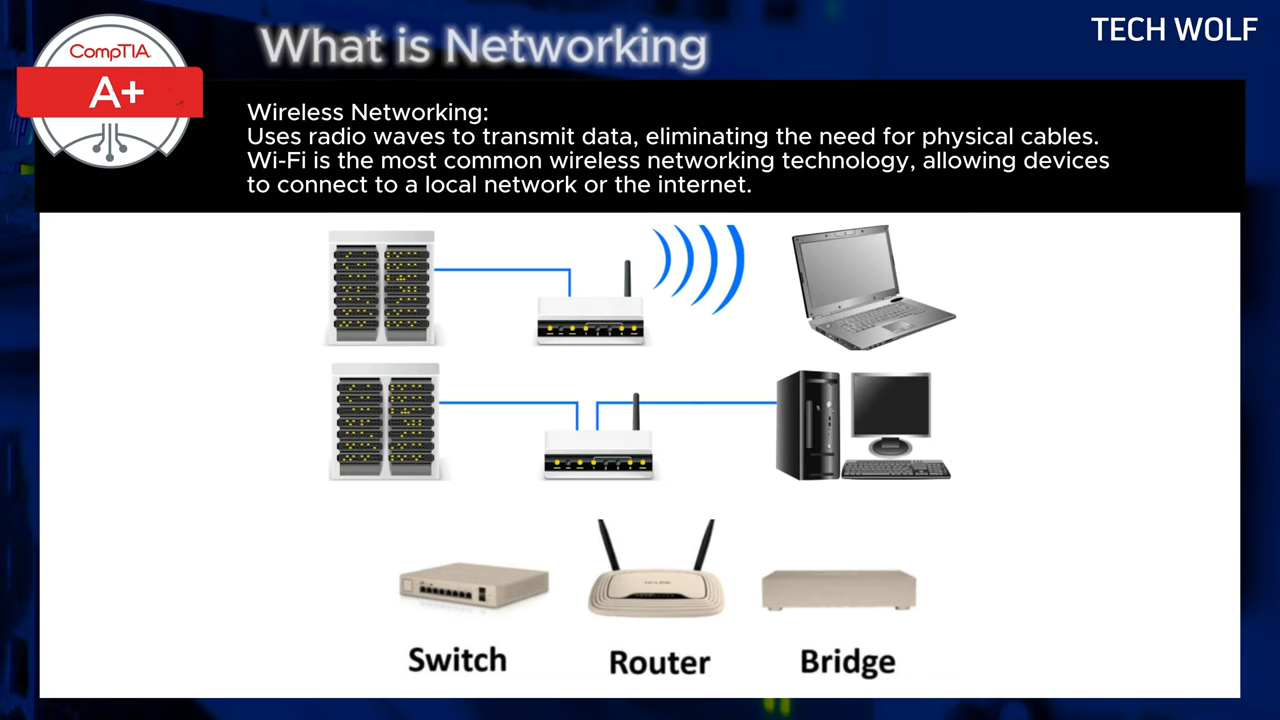 CompTIA.
A+
What is Networking
TECH WOLF
Wireless Networking:
Uses radio waves to transmit data, eliminating the need for physical cables.
Wi-Fi is the most common wireless networking technology, allowing devices
to connect to a local network or the internet.
TP-LINK
Switch
Router
Bridge